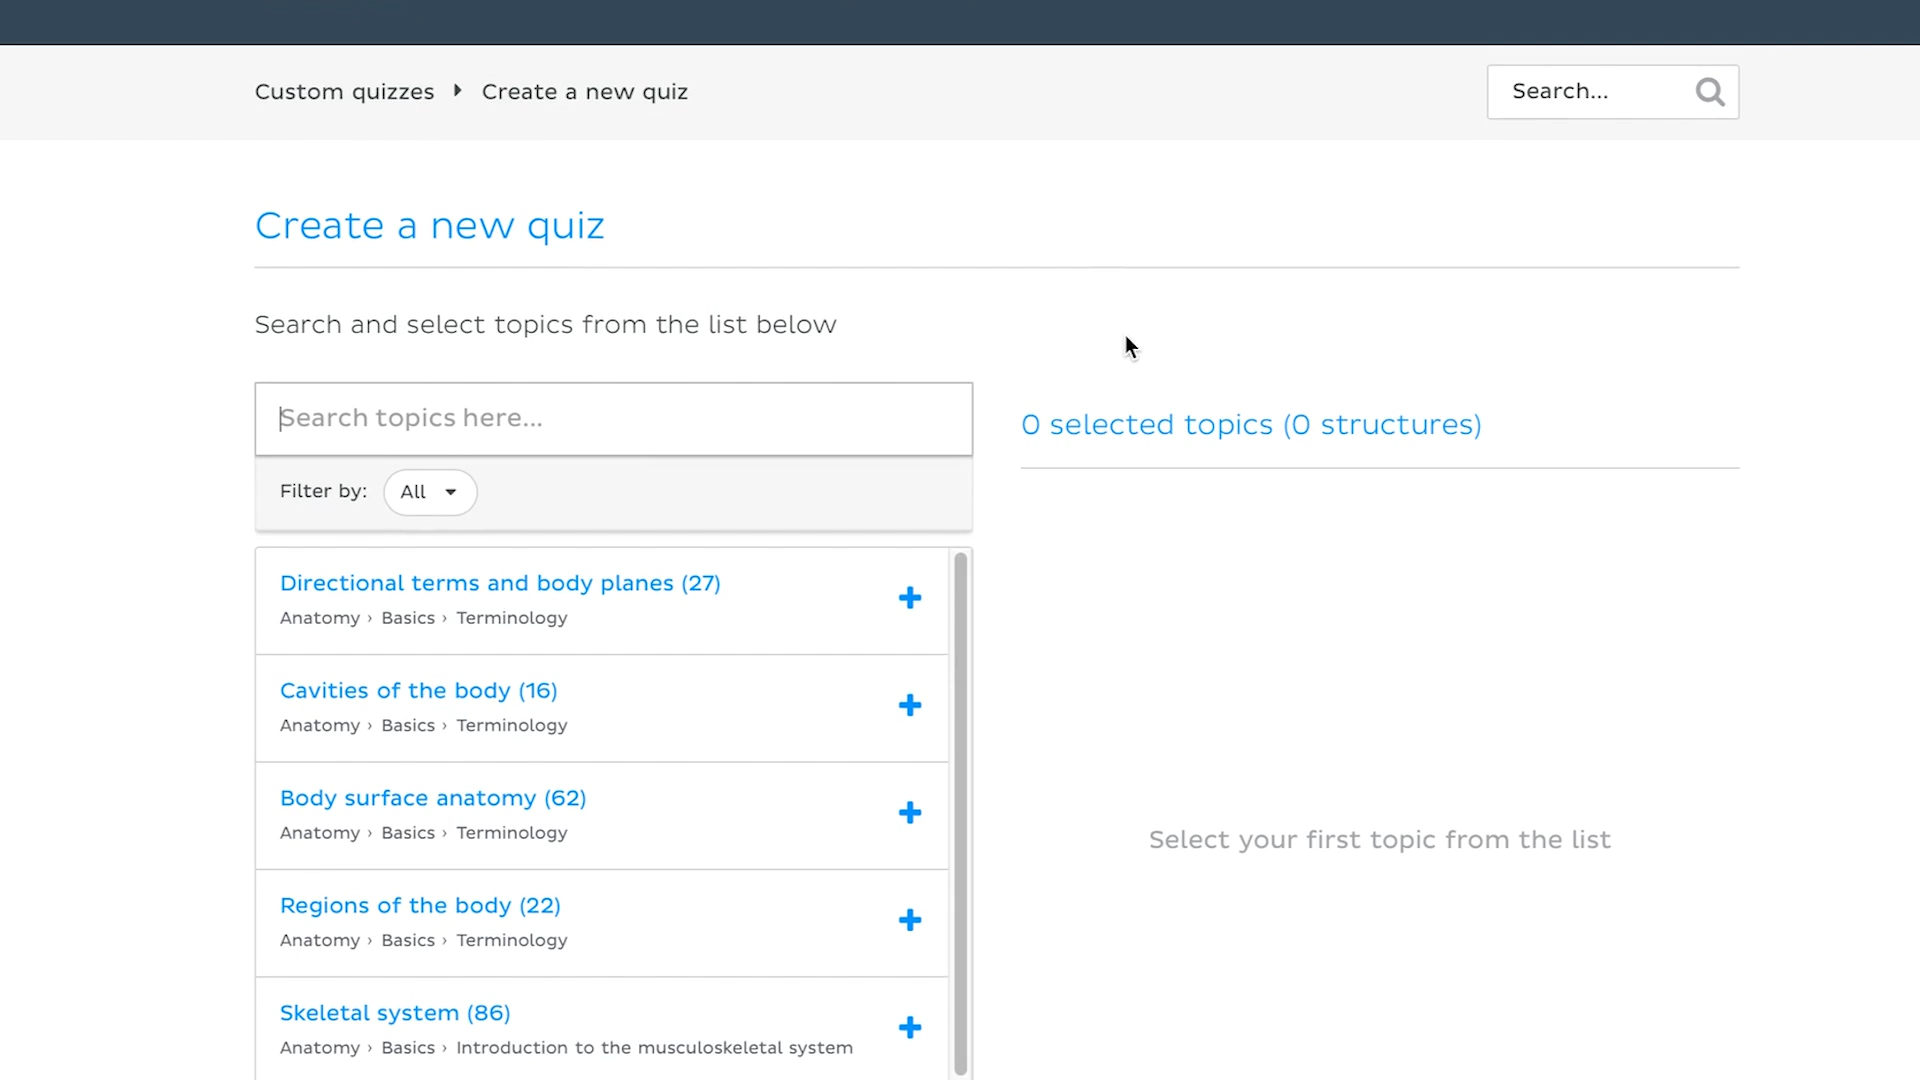 Custom quizzes Create a new quiz
Search...
Create a new quiz
Search and select topics from the list below
Search topics here...
Filter by: All
0 selected topics (0 structures)
Directional terms and body planes (27)
Anatomy › Basics › Terminology
Cavities of the body (16)
Anatomy › Basics › Terminology
Body surface anatomy (62)
Anatomy › Basics › Terminology
Regions of the body (22)
Anatomy › Basics › Terminology
Skeletal system (86)
Anatomy › Basics › Introduction to the musculoskeletal system
Select your first topic from the list